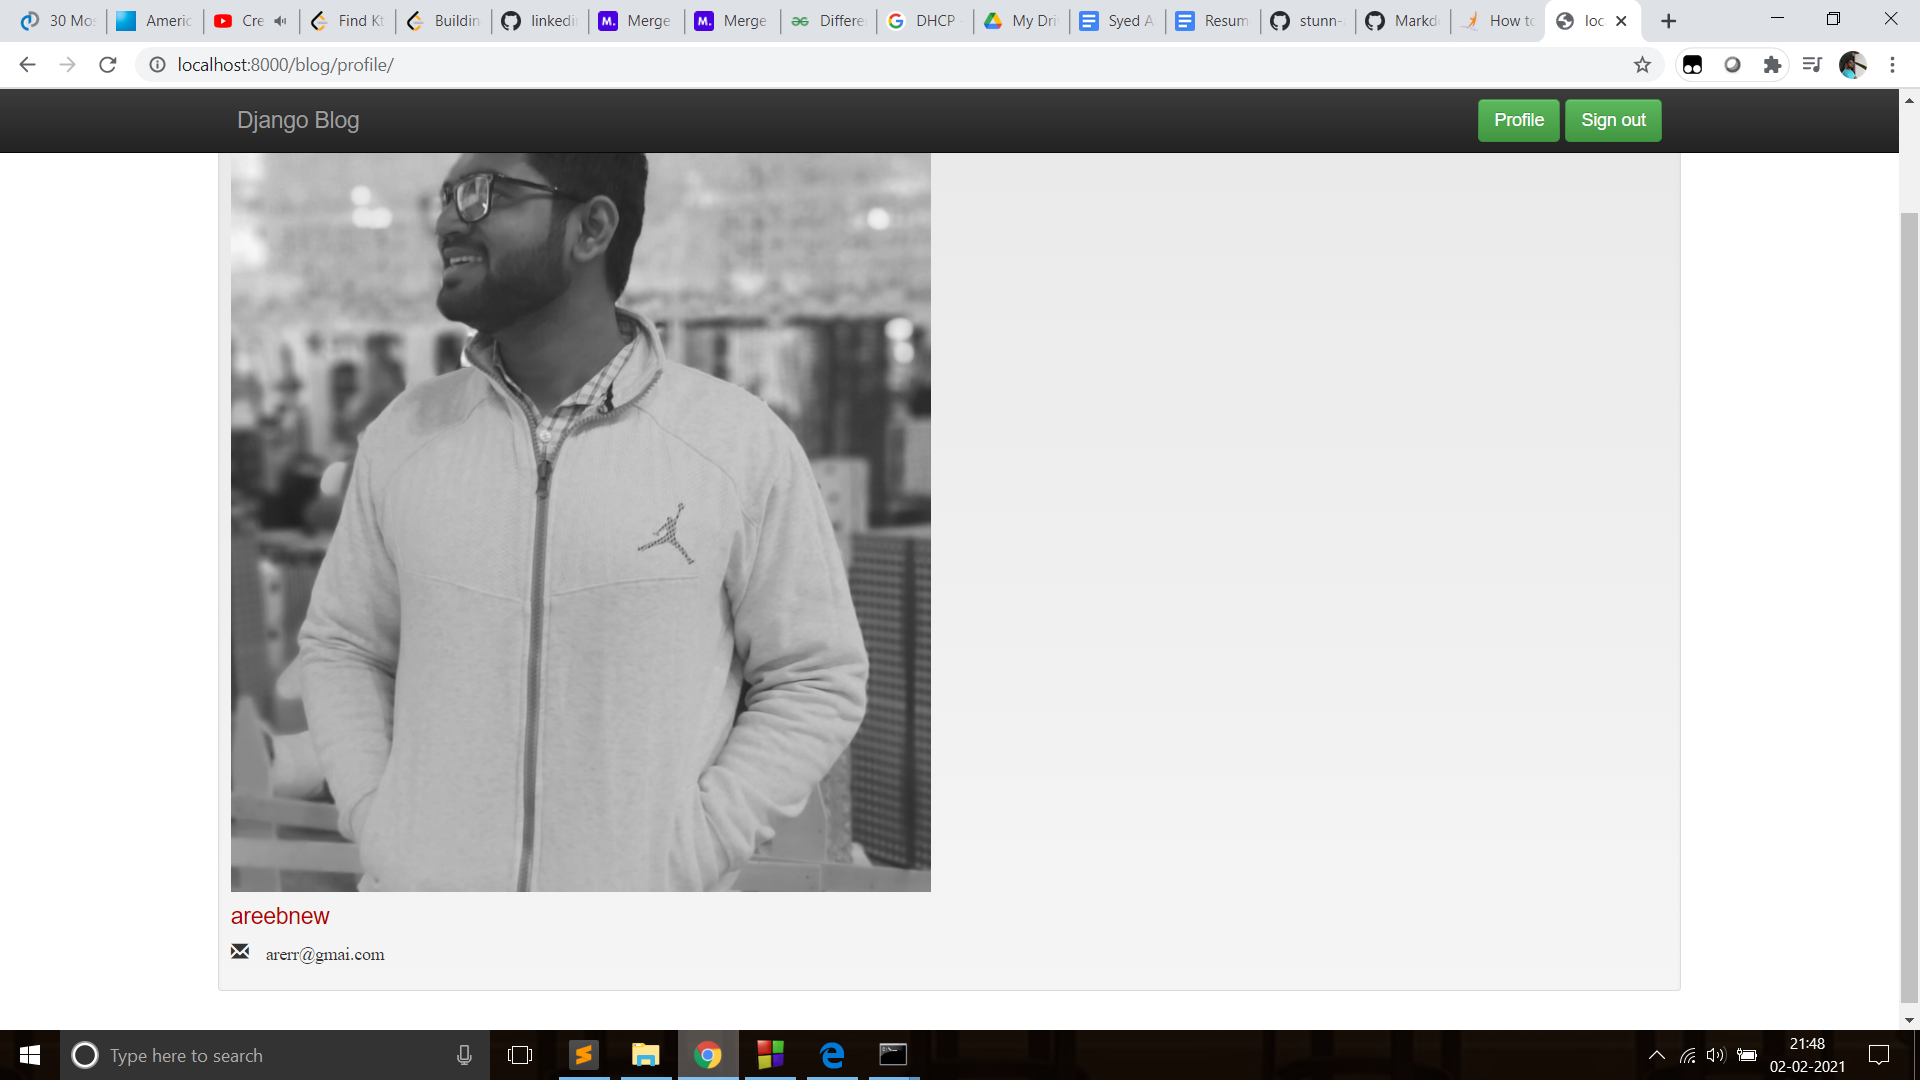 30 Mos
Americ
Cre
Find Kt
Buildin
linkedi
M. Merge
M. Merge
Differe
DHCP
My Dri
Syed A
Resum
stunn-
Markd
How to
loc
localhost:8000/blog/profile/
Django Blog
Profile
Sign out
areebnew
arerr@gmai.com
Type here to search
21:48
02-02-2021